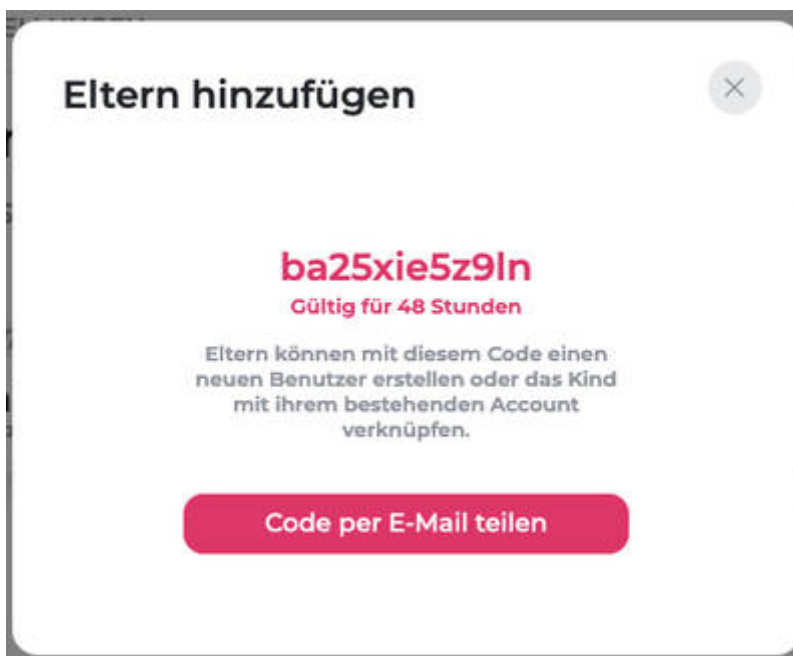 Eltern hinzufügen
ba25xie5z9ln
Gültig für 48 Stunden
Eltern können mit diesem Code einen
neuen Benutzer erstellen oder das Kind
mit ihrem bestehenden Account
verknüpfen.
Code per E-Mail teilen